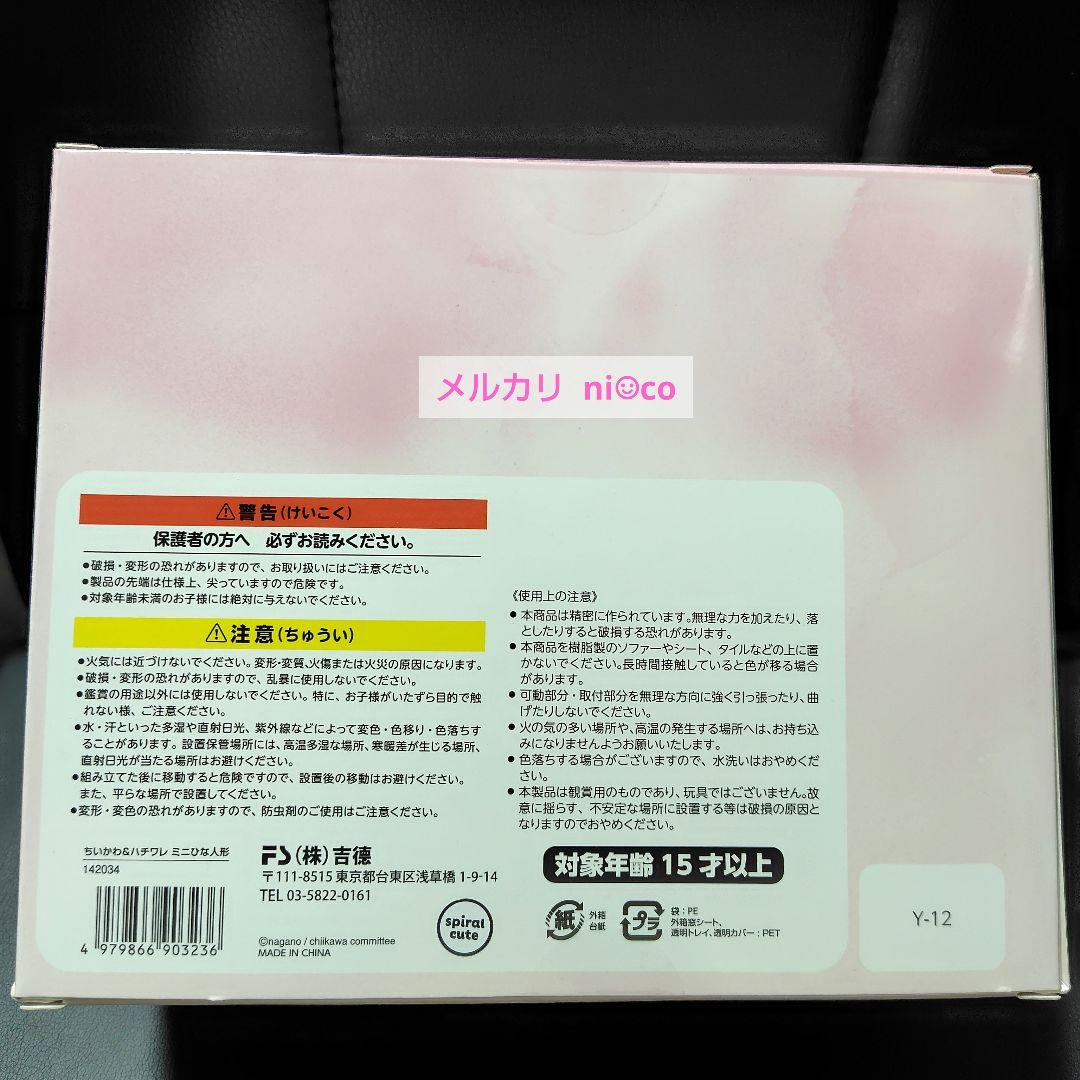 メルカリ ni☺co
⚠警告(けいこく)
保護者の方へ 必ずお読みください。
●破損・変形の恐れがありますので、お取り扱いにはご注意ください。
●製品の先端は仕様上、尖っていますので危険です。
●対象年齢未満のお子様には絶対に与えないでください。
⚠注意(ちゅうい)
●火気には近づけないでください。変形・変質、火傷または火災の原因になります。
●破損・変形の恐れがありますので、乱暴に使用しないでください。
●鑑賞の用途以外には使用しないでください。特に、お子様がいたずら目的で触
れない様、ご注意ください。
●水・汗といった多湿や直射日光、紫外線などによって変色・色移り・色落ちす
ることがあります。設置保管場所には、高温多湿な場所、寒暖差が生じる場所、
直射日光が当たる場所はお避けください。
●組み立てた後に移動すると危険ですので、設置後の移動はお避けください。
また、平らな場所で設置してください。
●変形・変色の恐れがありますので、防虫剤のご使用はご注意ください。
《使用上の注意》
●本商品は精密に作られています。無理な力を加えたり、落
としたりすると破損する恐れがあります。
●本商品を樹脂製のソファーやシート、タイルなどの上に置
かないでください。長時間接触していると色が移る場合
があります。
●可動部分・取付部分を無理な方向に強く引っ張ったり、曲
げたりしないでください。
●火の気の多い場所や、高温の発生する場所へは、お持ち込
みになりませんようお願いいたします。
●色落ちする場合がございますので、水洗いはおやめくだ
さい。
●本製品は観賞用のものであり、玩具ではございません。故
意に揺らす、不安定な場所に設置する等は破損の原因と
なりますのでおやめください。
ちいかわ&ハチワレ ミニひな人形
142034
4 979866 903236
FS (株)吉德
〒111-8515 東京都台東区浅草橋 1-9-14
TEL 03-5822-0161
©nagano / chiikawa committee
MADE IN CHINA
spiral
cute
対象年齢 15 才以上
紙
外箱
台紙
プラ
袋：PE
外箱窓シート、
透明トレイ、透明カバー：PET
Y-12